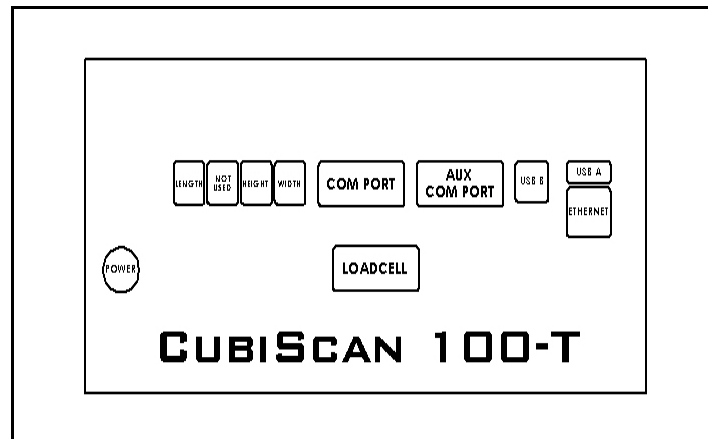 LENGTH
NOT
USED
HEIGHT
WIDTH
COM PORT
AUX
COM PORT
USB B
USB A
ETHERNET
POWER
LOADCELL
CUBISCAN 100-T